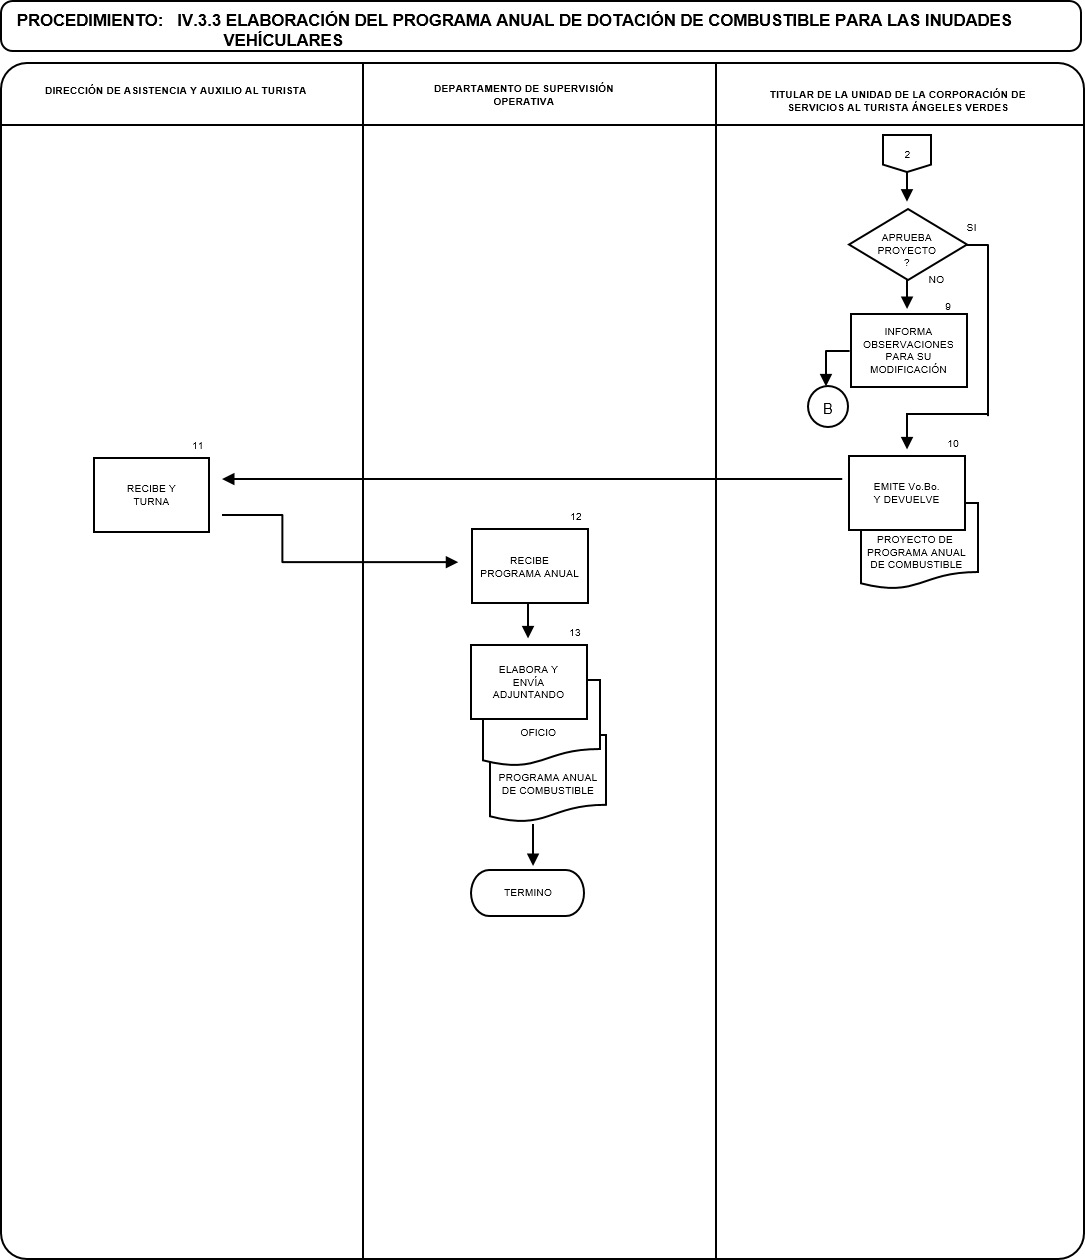 PROCEDIMIENTO: IV.3.3 ELABORACIÓN DEL PROGRAMA ANUAL DE DOTACIÓN DE COMBUSTIBLE PARA LAS INUDADES
VEHÍCULARES
DIRECCIÓN DE ASISTENCIA Y AUXILIO AL TURISTA
DEPARTAMENTO DE SUPERVISIÓN
OPERATIVA
TITULAR DE LA UNIDAD DE LA CORPORACIÓN DE
SERVICIOS AL TURISTA ÁNGELES VERDES
2
APRUEBA
PROYECTO
?
SI
NO
9
INFORMA
OBSERVACIONES
PARA SU
MODIFICACIÓN
B
10
EMITE Vo.Bo.
Y DEVUELVE
PROYECTO DE
PROGRAMA ANUAL
DE COMBUSTIBLE
11
RECIBE Y
TURNA
12
RECIBE
PROGRAMA ANUAL
13
ELABORA Y
ENVÍA
ADJUNTANDO
OFICIO
PROGRAMA ANUAL
DE COMBUSTIBLE
TERMINO